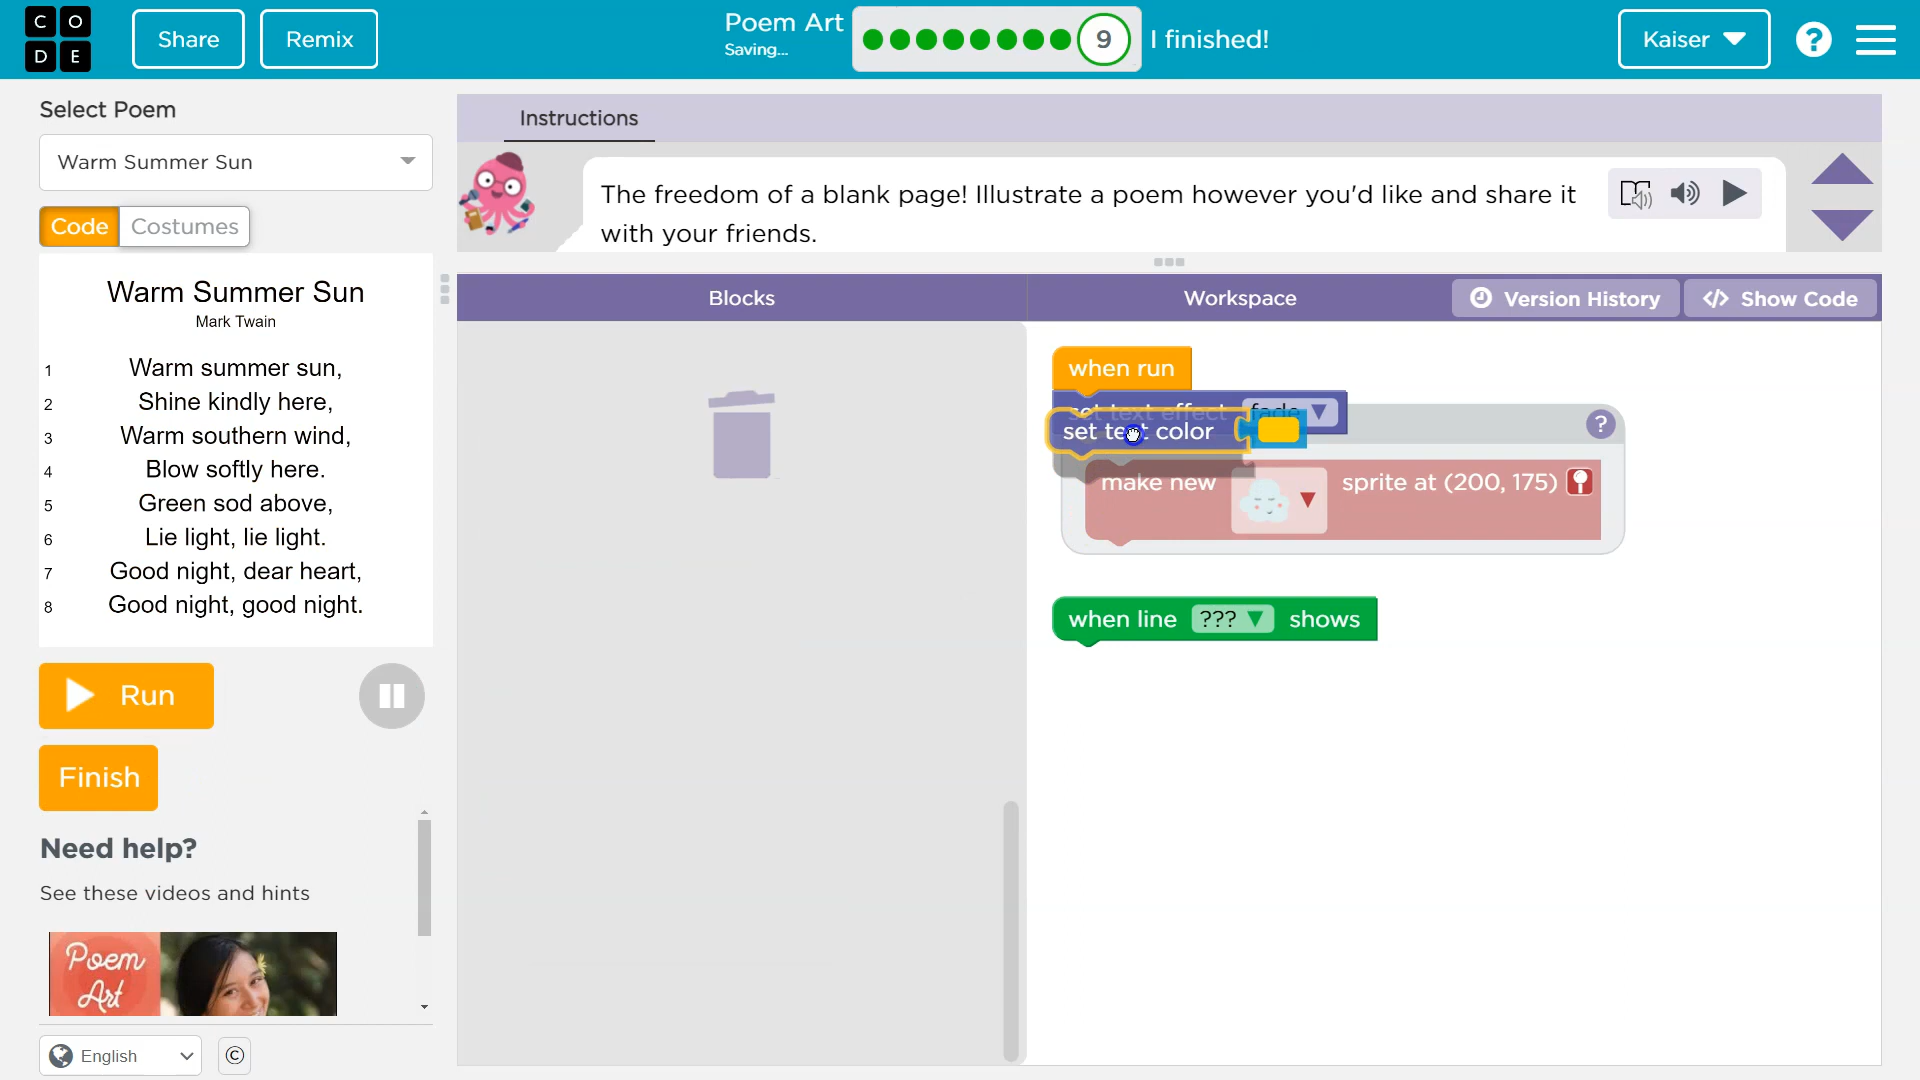 CODE
Share
Remix
Poem Art
Saving...
9
I finished!
Kaiser
?
Select Poem
Warm Summer Sun
Code
Costumes
Warm Summer Sun
Mark Twain
1 Warm summer sun,
2 Shine kindly here,
3 Warm southern wind,
4 Blow softly here.
5 Green sod above,
6 Lie light, lie light.
7 Good night, dear heart,
8 Good night, good night.
Run
Finish
Need help?
See these videos and hints
Poem
Art
English
©
Instructions
The freedom of a blank page! Illustrate a poem however you'd like and share it
with your friends.
Blocks
Workspace
Version History
</> Show Code
when run
set text effect fade
set text color
?
make new sprite at (200, 175)
when line ??? shows